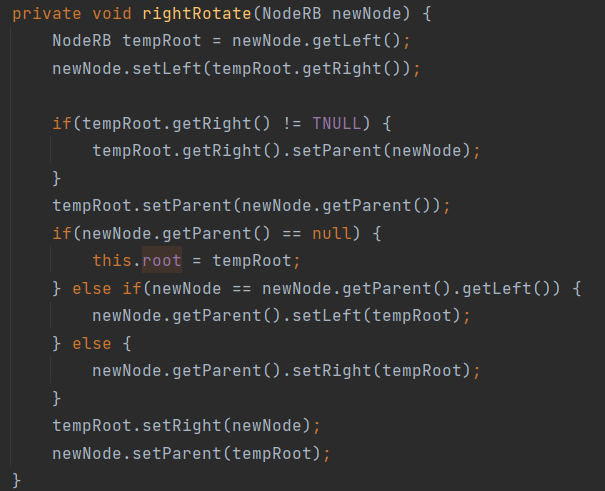 private void rightRotate(NodeRB newNode) {
    NodeRB tempRoot = newNode.getLeft();
    newNode.setLeft(tempRoot.getRight());

    if(tempRoot.getRight() != TNULL) {
        tempRoot.getRight().setParent(newNode);
    }
    tempRoot.setParent(newNode.getParent());
    if(newNode.getParent() == null) {
        this.root = tempRoot;
    } else if(newNode == newNode.getParent().getLeft()) {
        newNode.getParent().setLeft(tempRoot);
    } else {
        newNode.getParent().setRight(tempRoot);
    }
    tempRoot.setRight(newNode);
    newNode.setParent(tempRoot);
}